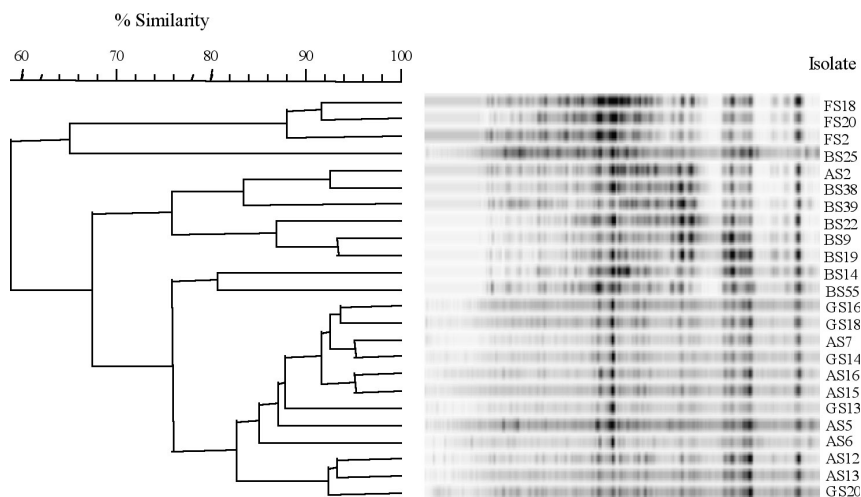 % Similarity
60 70 80 90 100
Isolate
FS18
FS20
FS2
BS25
AS2
BS38
BS39
BS22
BS9
BS19
BS14
BS55
GS16
GS18
AS7
GS14
AS16
AS15
GS13
AS5
AS6
AS12
AS13
GS20